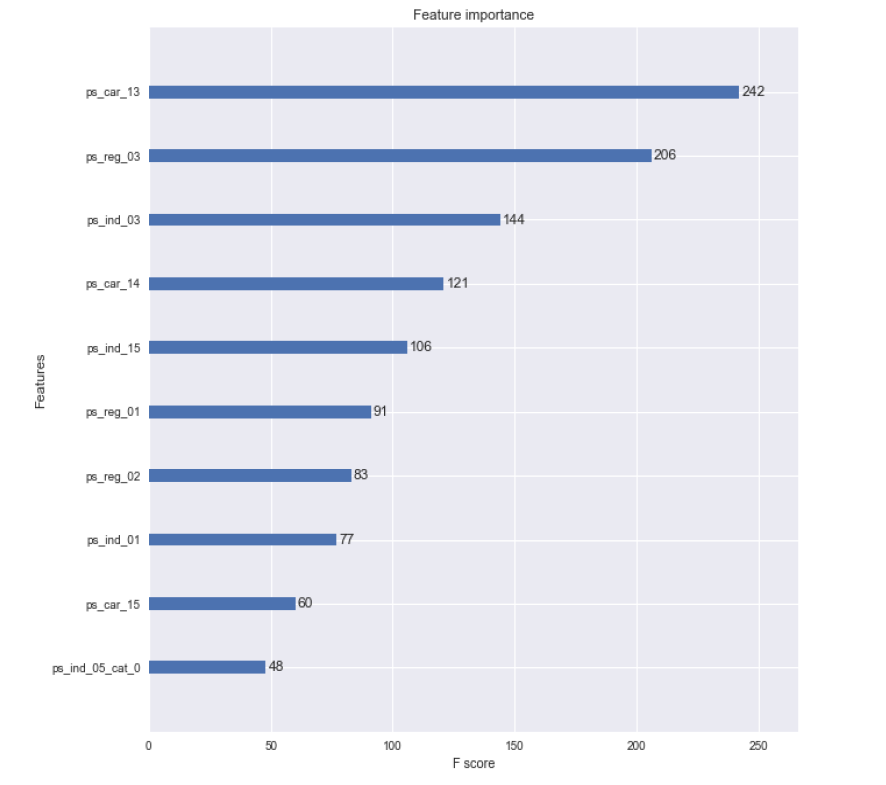 Feature importance
ps_car_13 242
ps_reg_03 206
ps_ind_03 144
ps_car_14 121
ps_ind_15 106
ps_reg_01 91
ps_reg_02 83
ps_ind_01 77
ps_car_15 60
ps_ind_05_cat_0 48
Features
0 50 100 150 200 250
F score